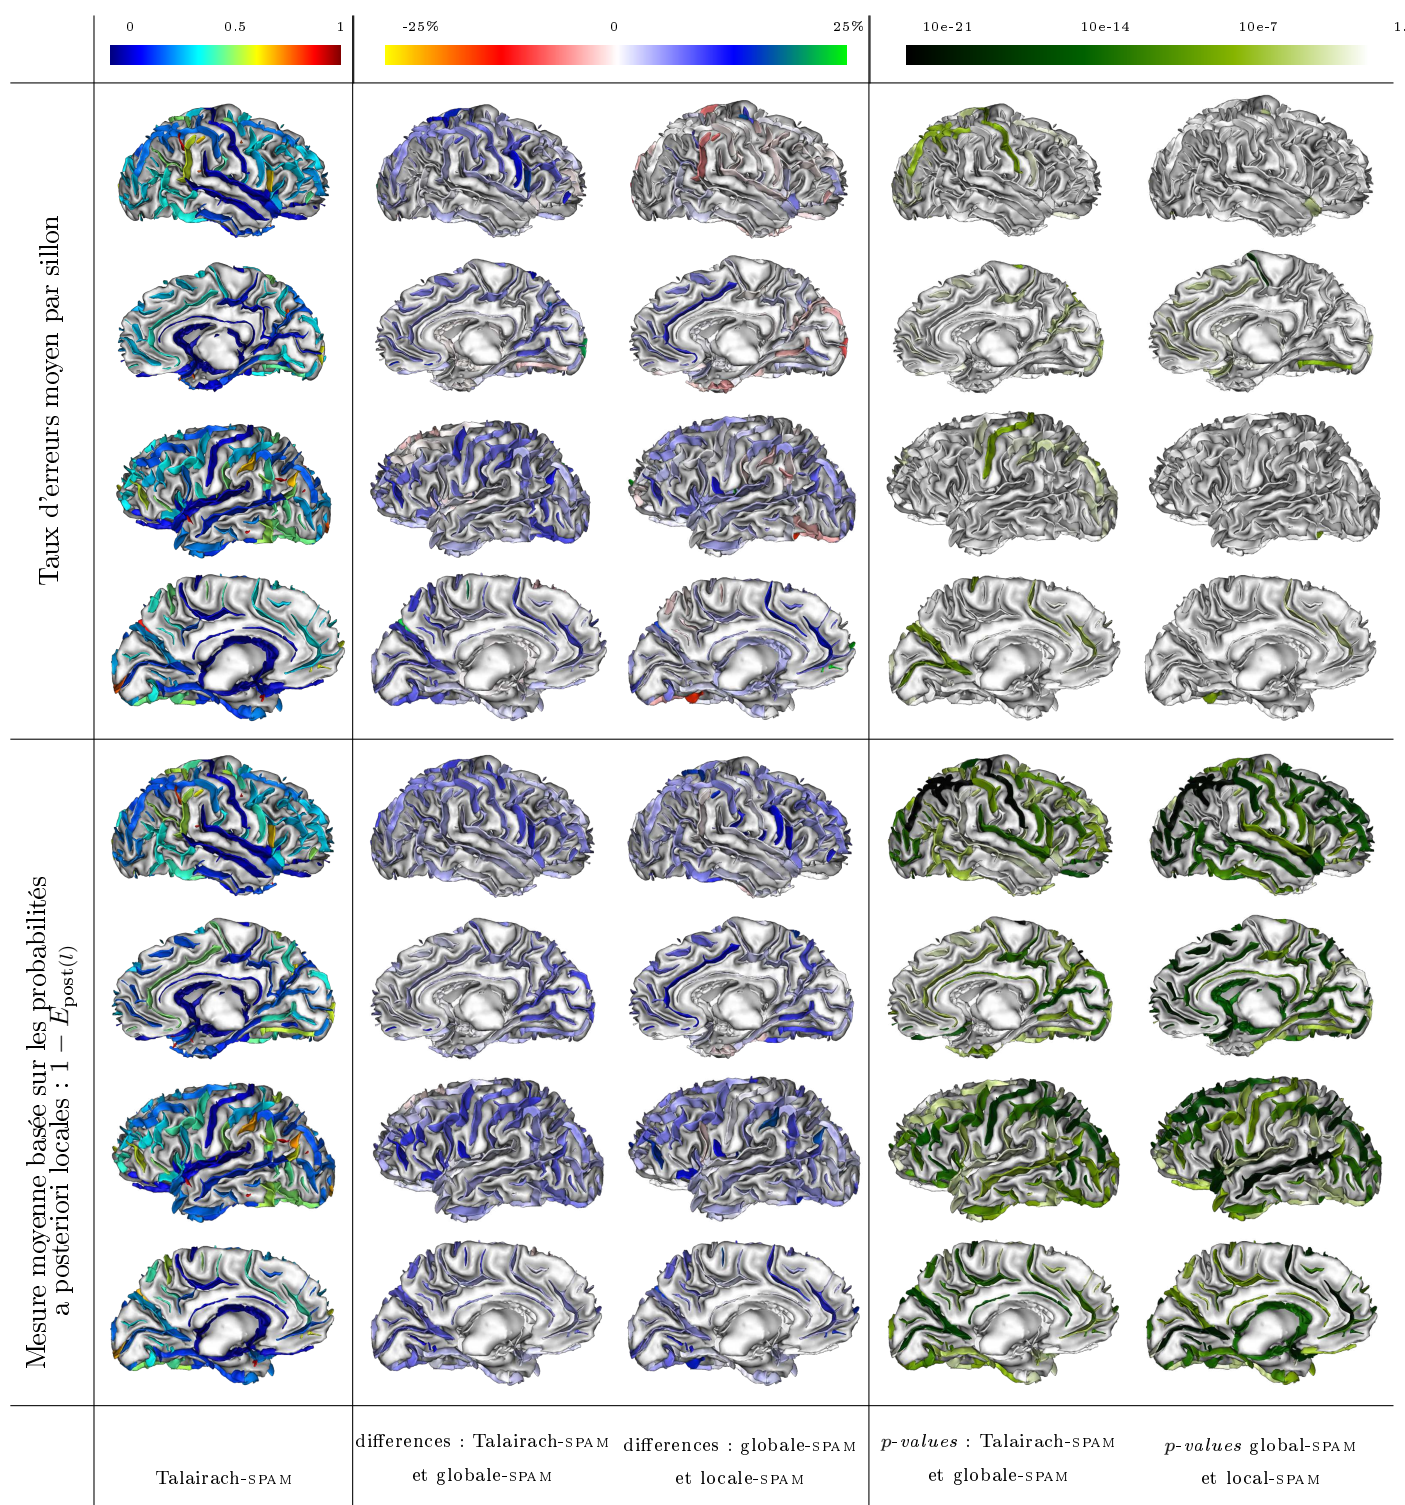 0 0.5 1
-25% 0 25%
10e-21 10e-14 10e-7 1.
Taux d'erreurs moyen par sillon
Mesure moyenne basée sur les probabilités
a posteriori locales : 1 − E_post(l)
Talairach-SPAM
differences : Talairach-SPAM
et globale-SPAM
differences : globale-SPAM
et locale-SPAM
p-values : Talairach-SPAM
et globale-SPAM
p-values global-SPAM
et local-SPAM